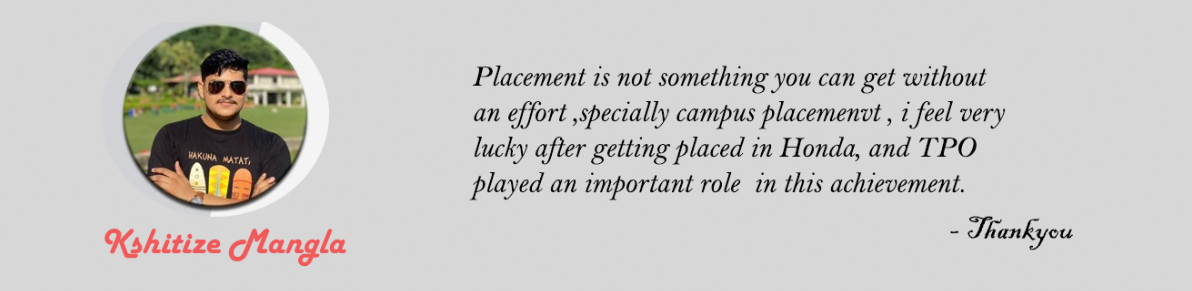 HAKUNA MATATA
Kshitize Mangla
Placement is not something you can get without
an effort ,specially campus placemenvt , i feel very
lucky after getting placed in Honda, and TPO
played an important role  in this achievement.
- Thankyou